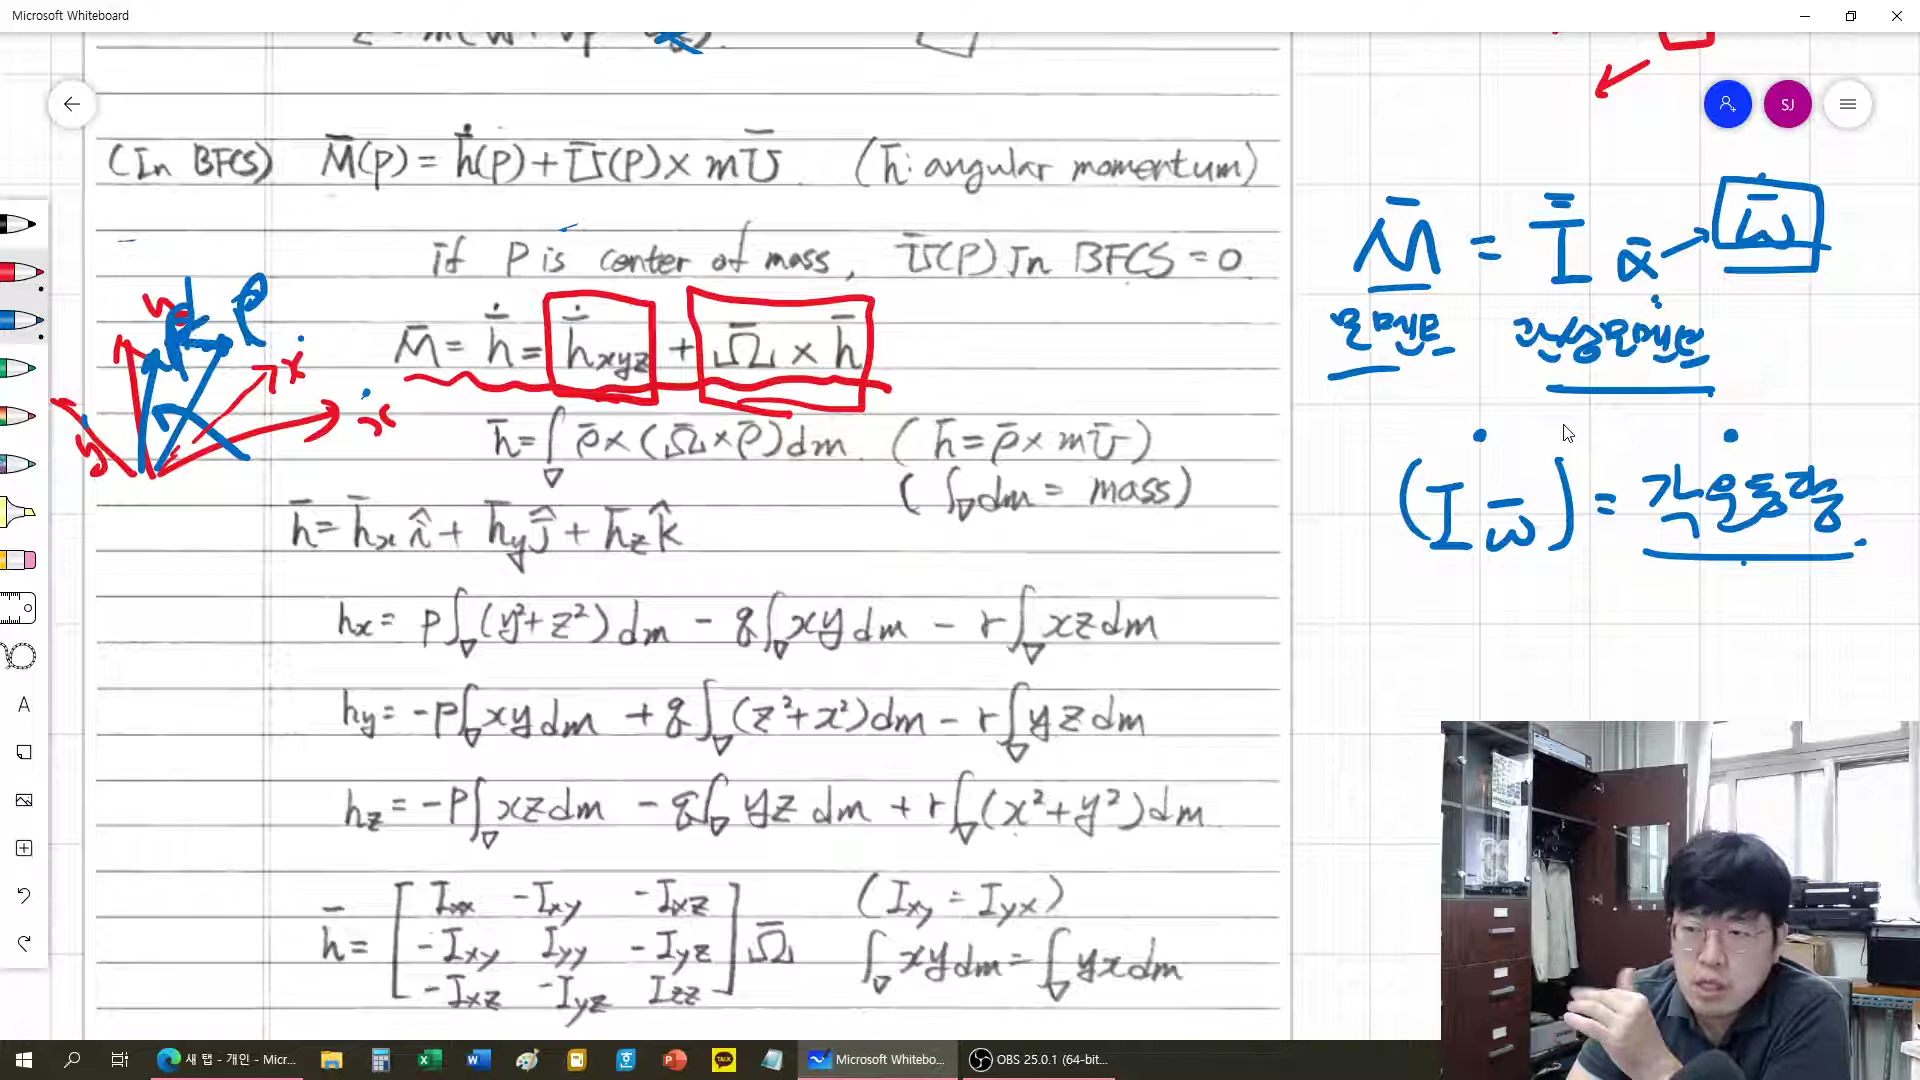 Microsoft Whiteboard
SJ
(In BFCS) M̄(P) = ḣ̄(P) + Ū(P) × mŪ (h̄: angular momentum)
if P is center of mass, Ū(P) In BFCS = 0
M̄ = ḣ̄ = ḣ̄xyz + Ω̄ × h̄
h̄ = ∫∇ ρ̄ × (Ω̄ × ρ̄) dm. (h̄ = ρ̄ × mŪ)
(∫∇ dm = mass)
h̄ = h̄x î + h̄y ĵ + h̄z k̂
hx = P∫∇ (y²+z²) dm − q∫∇ xy dm − r∫∇ xz dm
hy = −P∫∇ xy dm + q∫∇ (z²+x²) dm − r∫∇ yz dm
hz = −P∫∇ xz dm − q∫∇ yz dm + r∫∇ (x²+y²) dm
h̄ = [ Ixx −Ixy −Ixz
−Ixy Iyy −Iyz
−Ixz −Iyz Izz ] Ω̄
(Ixy = Iyx)
∫∇ xy dm = ∫∇ yx dm
M̄ = I ᾱ → ω̄
모멘트 관성모멘트
(I ω̄) = 각운동량.
A
새 탭 - 개인 - Micr...
TALK
Microsoft Whitebo...
OBS 25.0.1 (64-bit...